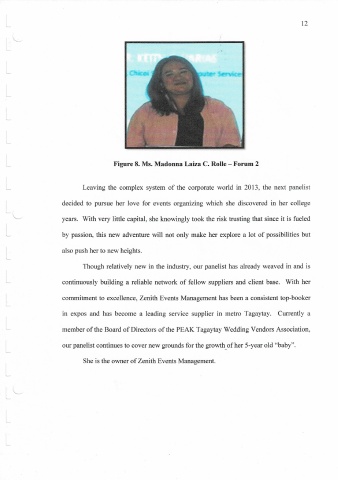 12
Chicai
puter Service
Figure 8. Ms. Madonna Laiza C. Rolle – Forum 2
Leaving the complex system of the corporate world in 2013, the next panelist
decided to pursue her love for events organizing which she discovered in her college
years. With very little capital, she knowingly took the risk trusting that since it is fueled
by passion, this new adventure will not only make her explore a lot of possibilities but
also push her to new heights.
Though relatively new in the industry, our panelist has already weaved in and is
continuously building a reliable network of fellow suppliers and client base. With her
commitment to excellence, Zenith Events Management has been a consistent top-booker
in expos and has become a leading service supplier in metro Tagaytay. Currently a
member of the Board of Directors of the PEAK Tagaytay Wedding Vendors Association,
our panelist continues to cover new grounds for the growth of her 5-year old “baby”.
She is the owner of Zenith Events Management.